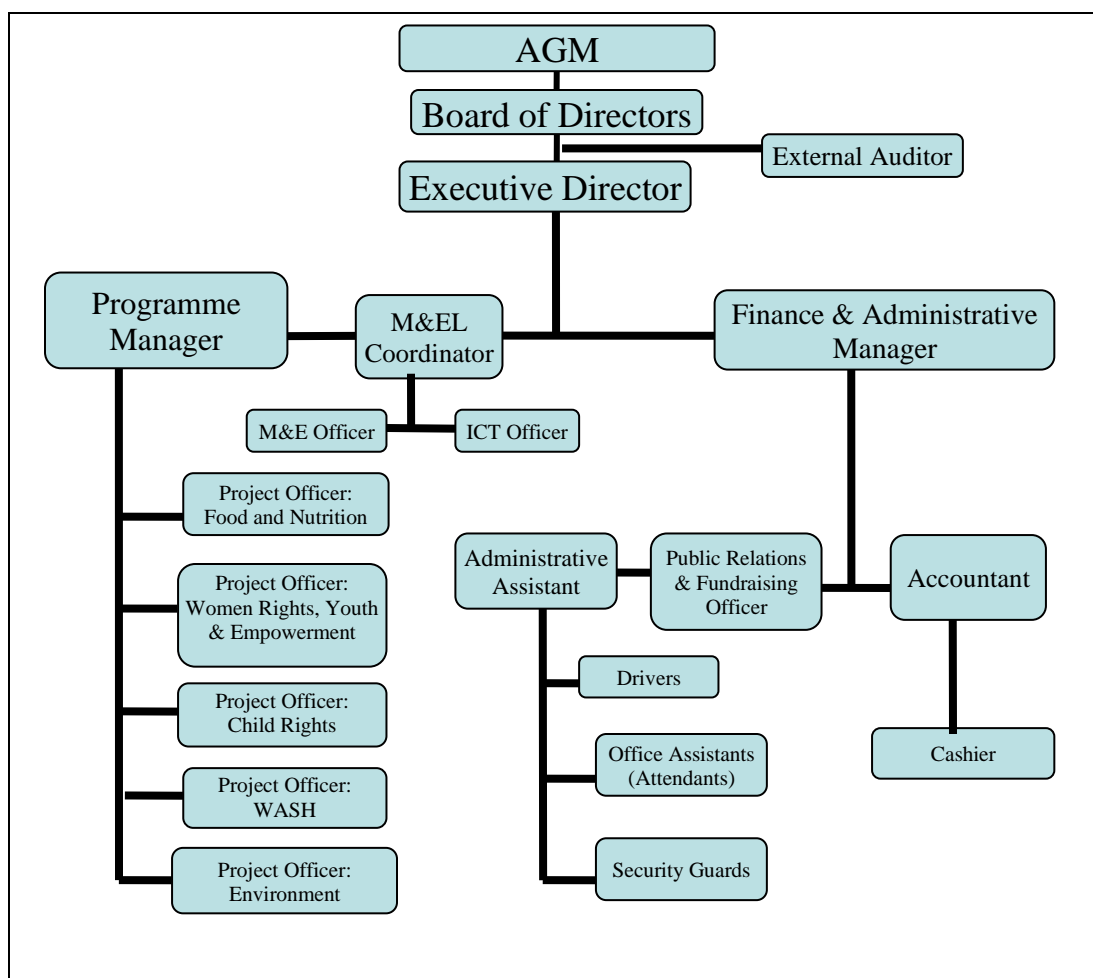 AGM
Board of Directors
External Auditor
Executive Director
Programme
Manager
M&EL
Coordinator
Finance & Administrative
Manager
M&E Officer
ICT Officer
Project Officer:
Food and Nutrition
Project Officer:
Women Rights, Youth
& Empowerment
Project Officer:
Child Rights
Project Officer:
WASH
Project Officer:
Environment
Administrative
Assistant
Public Relations
& Fundraising
Officer
Accountant
Drivers
Office Assistants
(Attendants)
Security Guards
Cashier